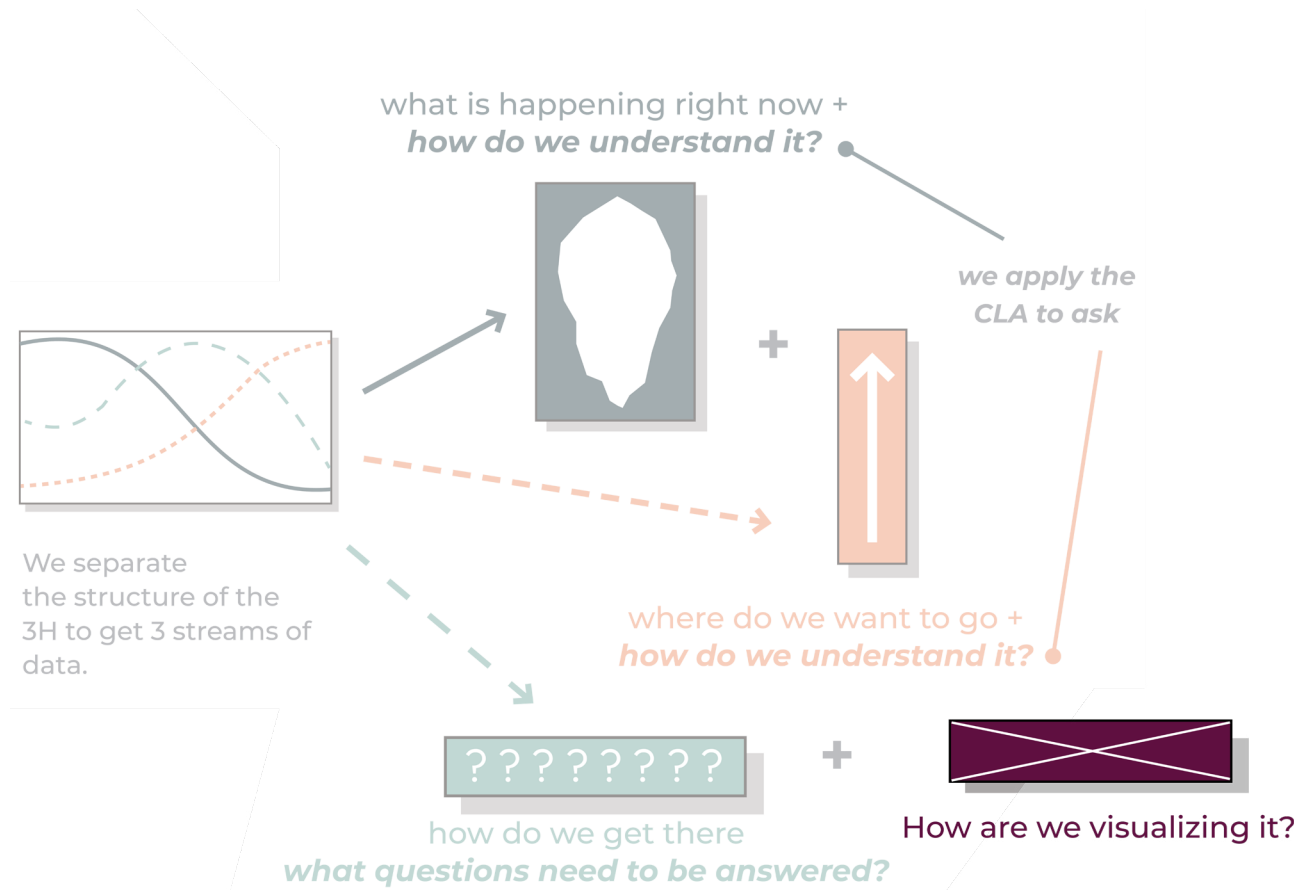 what is happening right now +
how do we understand it?
we apply the
CLA to ask
We separate
the structure of the
3H to get 3 streams of
data.
where do we want to go +
how do we understand it?
? ? ? ? ? ? ? ?
how do we get there
what questions need to be answered?
How are we visualizing it?